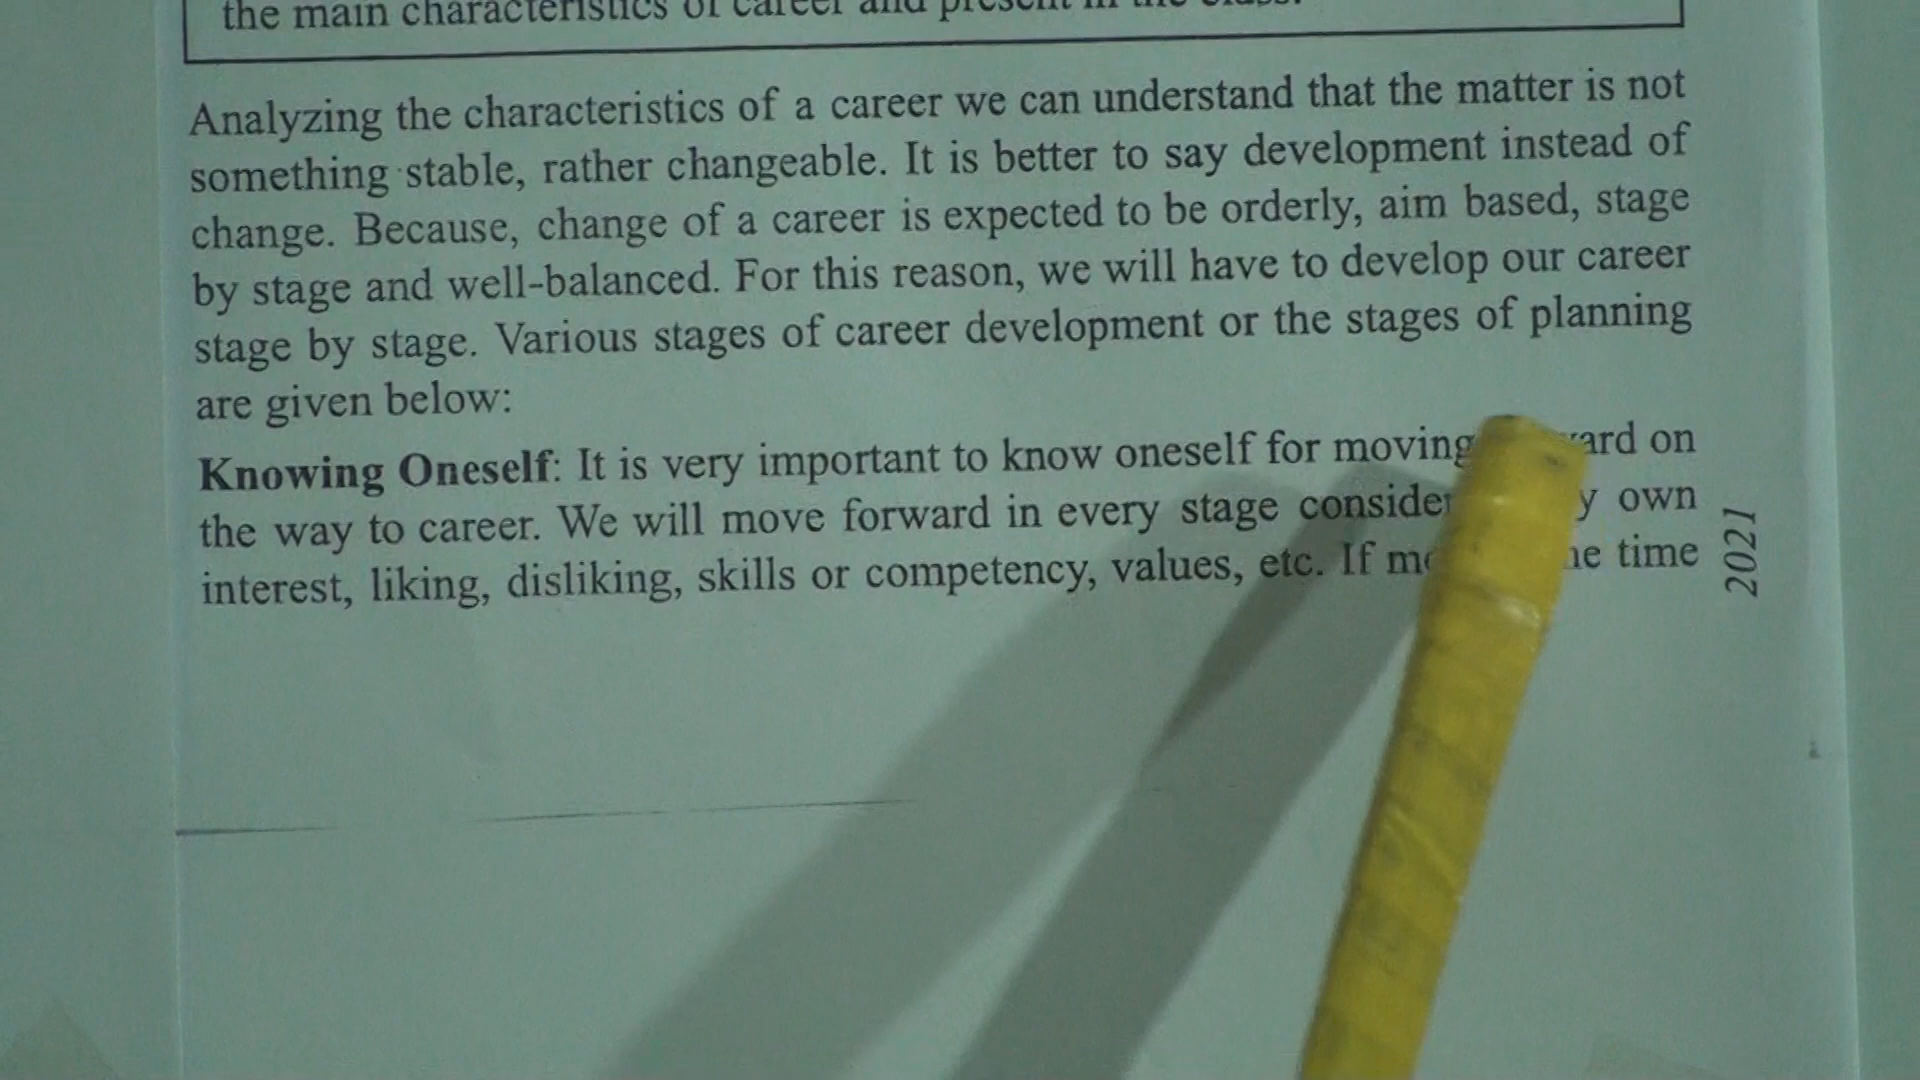 the main characteristics of career and present in the class.
Analyzing the characteristics of a career we can understand that the matter is not
something stable, rather changeable. It is better to say development instead of
change. Because, change of a career is expected to be orderly, aim based, stage
by stage and well-balanced. For this reason, we will have to develop our career
stage by stage. Various stages of career development or the stages of planning
are given below:
Knowing Oneself: It is very important to know oneself for moving on
the way to career. We will move forward in every stage own
interest, liking, disliking, skills or competency, values, etc. If time
2021